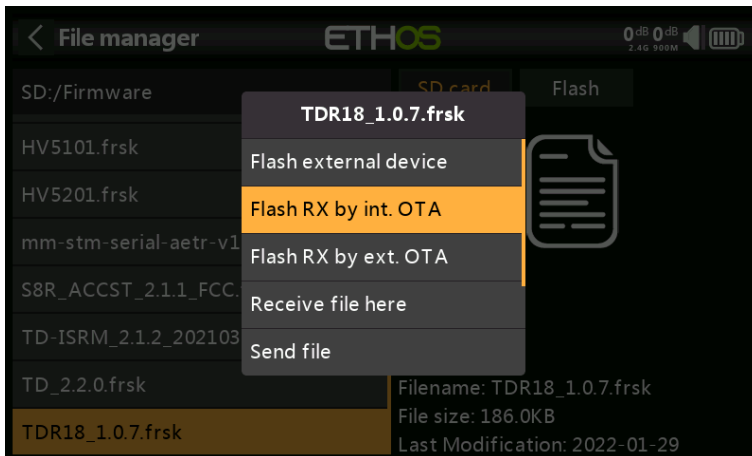 File manager
ETHOS
0dB 0dB
2.4G 900M
SD:/Firmware
SD card
Flash
TDR18_1.0.7.frsk
HV5101.frsk
Flash external device
HV5201.frsk
Flash RX by int. OTA
mm-stm-serial-aetr-v1
Flash RX by ext. OTA
S8R_ACCST_2.1.1_FCC.
Receive file here
TD-ISRM_2.1.2_202103
Send file
TD_2.2.0.frsk
Filename: TDR18_1.0.7.frsk
TDR18_1.0.7.frsk
File size: 186.0KB
Last Modification: 2022-01-29